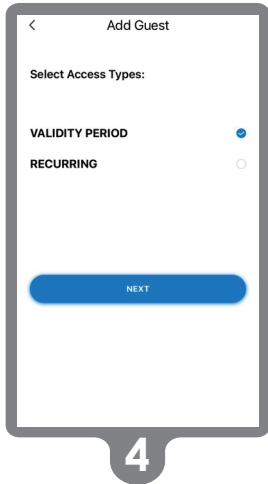 Add Guest
Select Access Types:
VALIDITY PERIOD
RECURRING
NEXT
4